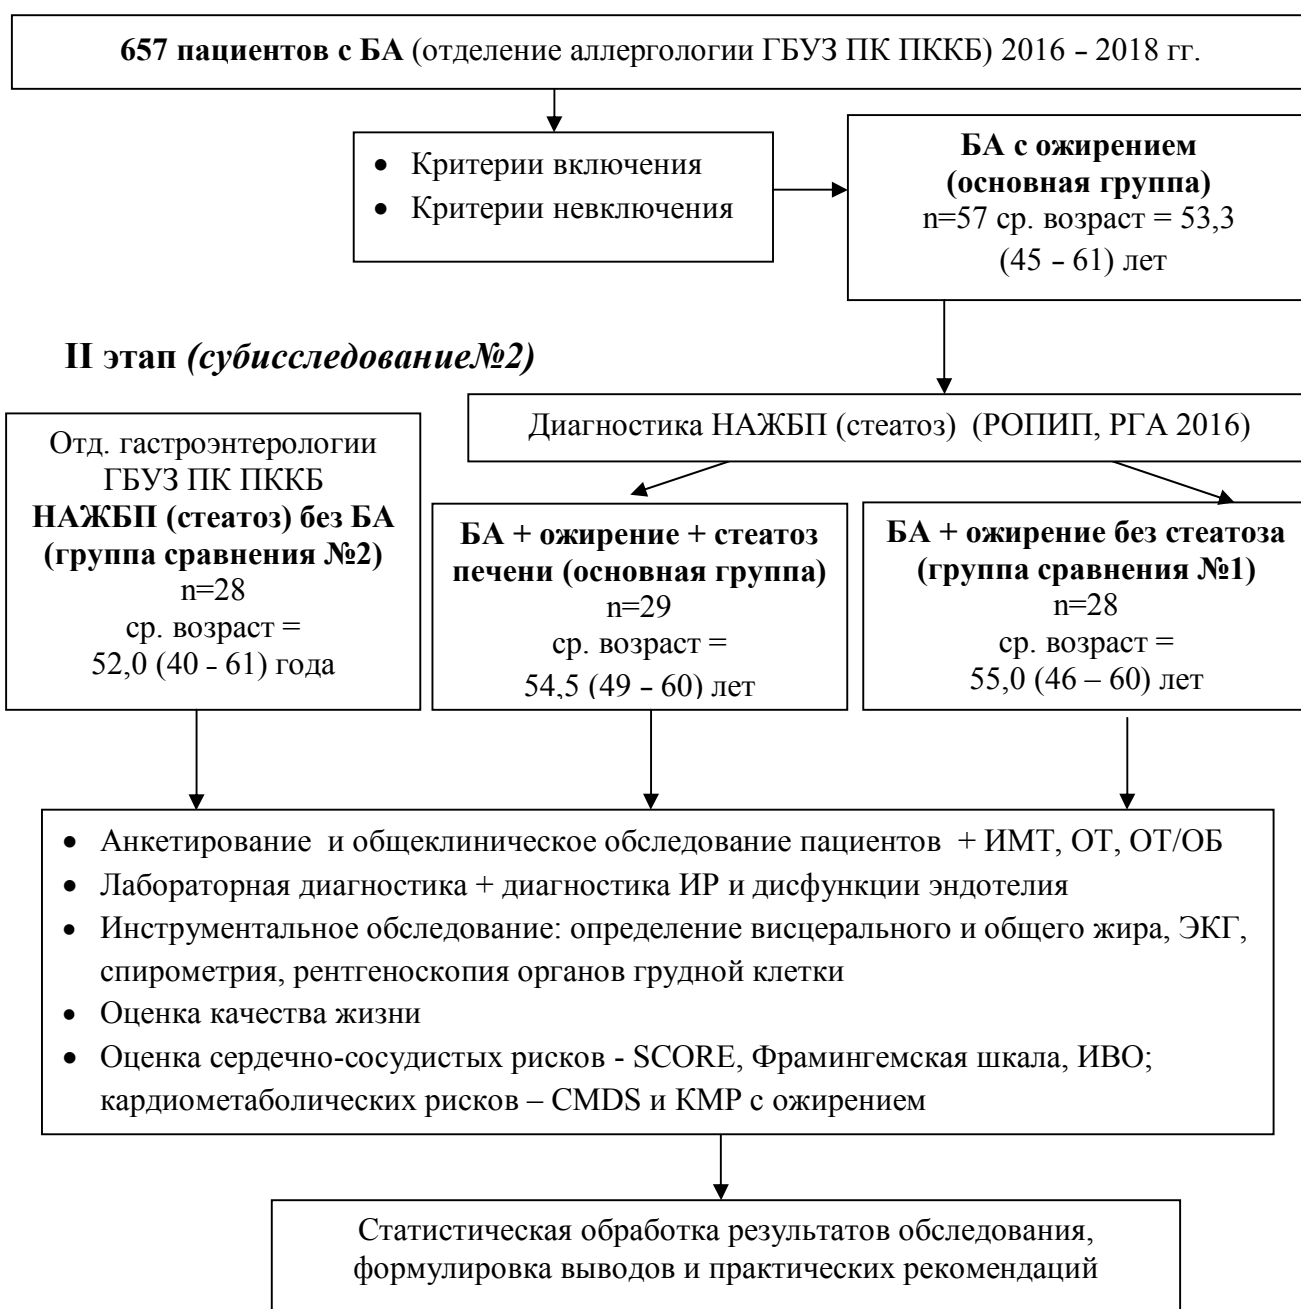 657 пациентов с БА (отделение аллергологии ГБУЗ ПК ПККБ) 2016 – 2018 гг.
• Критерии включения
• Критерии невключения
БА с ожирением
(основная группа)
n=57 ср. возраст = 53,3
(45 – 61) лет
II этап (субисследование№2)
Диагностика НАЖБП (стеатоз) (РОПИП, РГА 2016)
Отд. гастроэнтерологии
ГБУЗ ПК ПККБ
НАЖБП (стеатоз) без БА
(группа сравнения №2)
n=28
ср. возраст =
52,0 (40 - 61) года
БА + ожирение + стеатоз
печени (основная группа)
n=29
ср. возраст =
54,5 (49 – 60) лет
БА + ожирение без стеатоза
(группа сравнения №1)
n=28
ср. возраст =
55,0 (46 – 60) лет
• Анкетирование и общеклиническое обследование пациентов + ИМТ, ОТ, ОТ/ОБ
• Лабораторная диагностика + диагностика ИР и дисфункции эндотелия
• Инструментальное обследование: определение висцерального и общего жира, ЭКГ,
спирометрия, рентгеноскопия органов грудной клетки
• Оценка качества жизни
• Оценка сердечно-сосудистых рисков - SCORE, Фрамингемская шкала, ИВО;
кардиометаболических рисков – CMDS и КМР с ожирением
Статистическая обработка результатов обследования,
формулировка выводов и практических рекомендаций